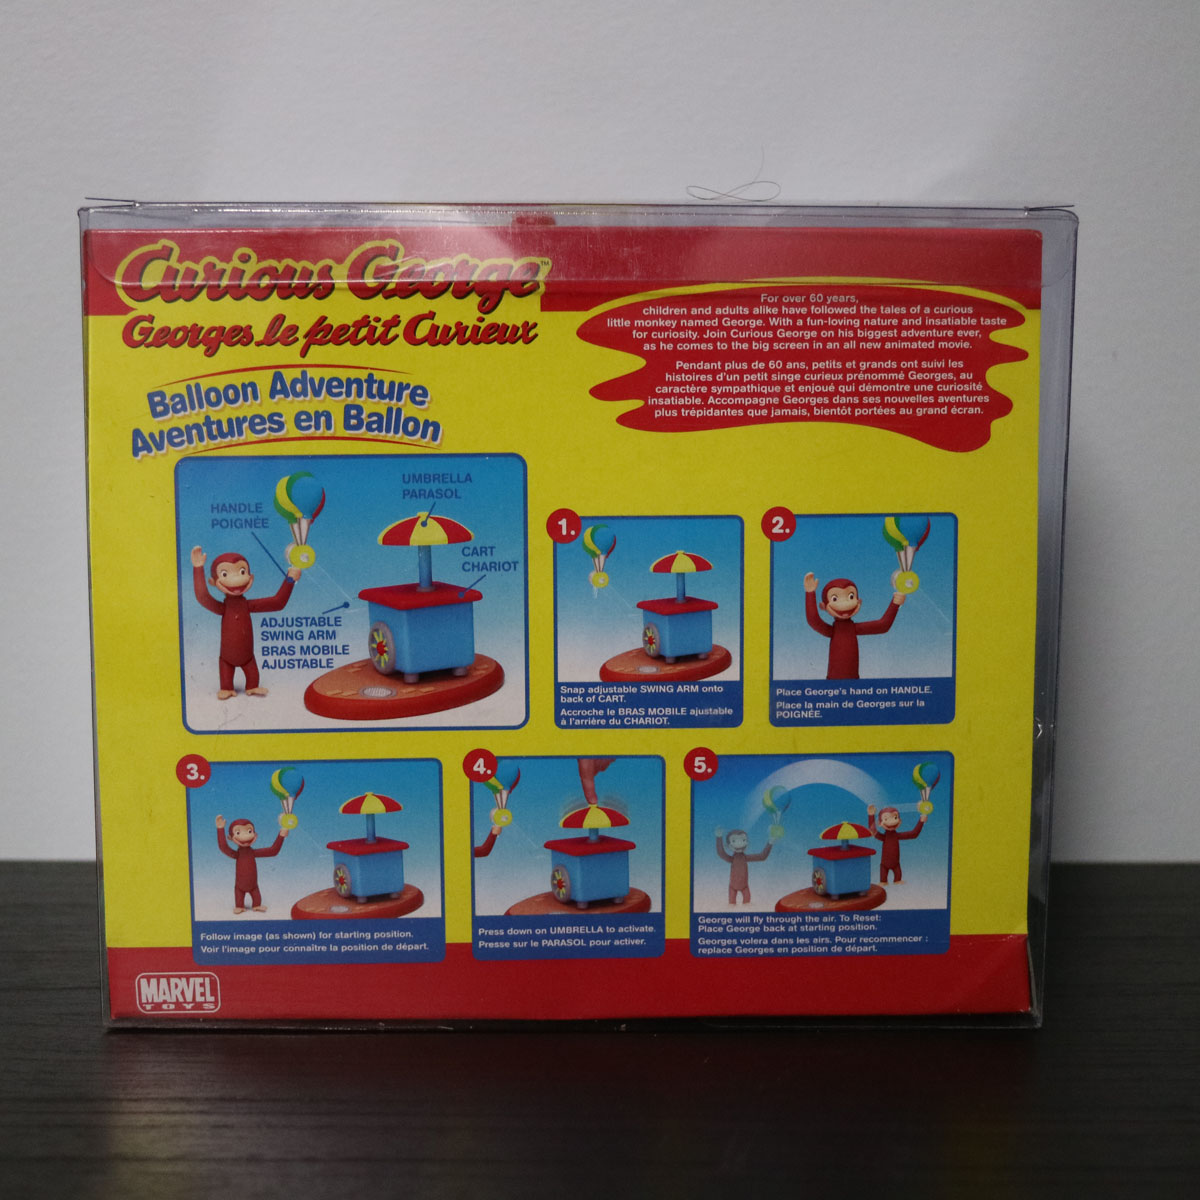 Curious George™
Georges le petit Curieux
Balloon Adventure
Aventures en Ballon
For over 60 years,
children and adults alike have followed the tales of a curious
little monkey named George. With a fun-loving nature and insatiable taste
for curiosity. Join Curious George on his biggest adventure ever,
as he comes to the big screen in an all new animated movie.
Pendant plus de 60 ans, petits et grands ont suivi les
histoires d'un petit singe curieux prénommé Georges, au
caractère sympathique et enjoué qui démontre une curiosité
insatiable. Accompagne Georges dans ses nouvelles aventures
plus trépidantes que jamais, bientôt portées au grand écran.
HANDLE
POIGNÉE
UMBRELLA
PARASOL
CART
CHARIOT
ADJUSTABLE
SWING ARM
BRAS MOBILE
AJUSTABLE
1.
Snap adjustable SWING ARM onto
back of CART.
Accroche le BRAS MOBILE ajustable
à l'arrière du CHARIOT.
2.
Place George's hand on HANDLE.
Place la main de Georges sur la
POIGNÉE.
3.
Follow image (as shown) for starting position.
Voir l'image pour connaître la position de départ.
4.
Press down on UMBRELLA to activate.
Presse sur le PARASOL pour activer.
5.
George will fly through the air. To Reset:
Place George back at starting position.
Georges volera dans les airs. Pour recommencer :
replace Georges en position de départ.
MARVEL
TOYS